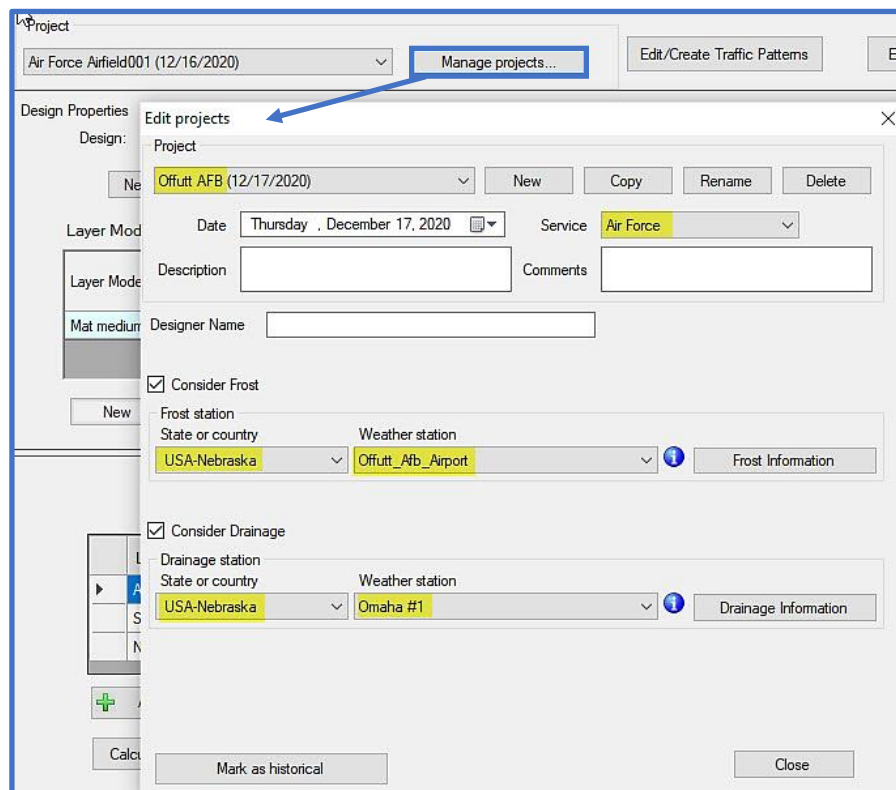 Project
Air Force Airfield001 (12/16/2020)
Manage projects...
Edit/Create Traffic Patterns
E
Design Properties
Design:
Ne
Layer Mod
Layer Mode
Mat medium
New
Edit projects
Project
Offutt AFB (12/17/2020)
New
Copy
Rename
Delete
Date
Thursday , December 17, 2020
Service
Air Force
Description
Comments
Designer Name
Consider Frost
Frost station
State or country
Weather station
USA-Nebraska
Offutt_Afb_Airport
Frost Information
Consider Drainage
Drainage station
State or country
Weather station
USA-Nebraska
Omaha #1
Drainage Information
L
A
S
N
Calcu
Mark as historical
Close